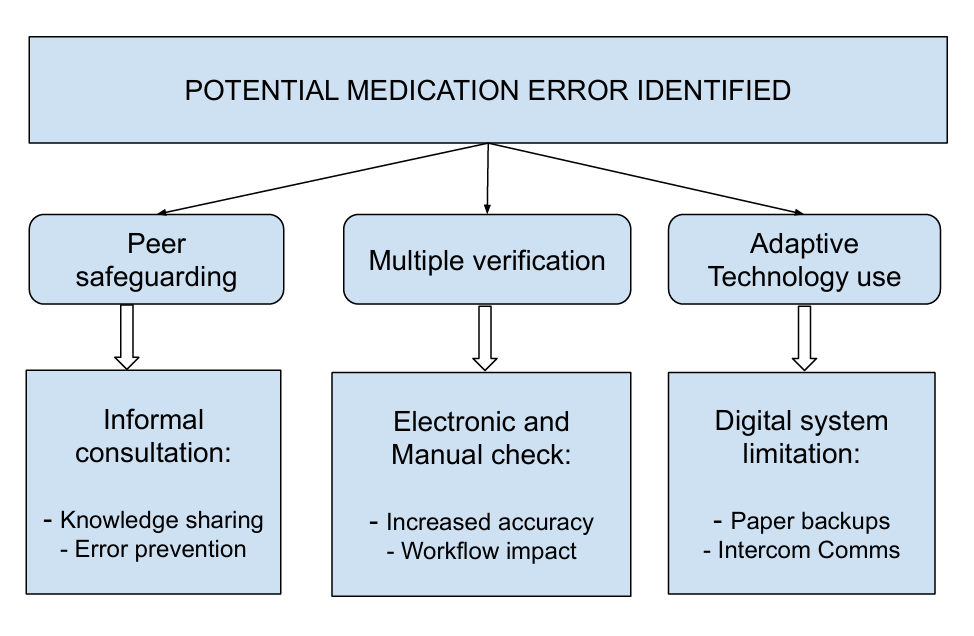 POTENTIAL MEDICATION ERROR IDENTIFIED
Peer
safeguarding
Multiple verification
Adaptive
Technology use
Informal
consultation:
- Knowledge sharing
- Error prevention
Electronic and
Manual check:
- Increased accuracy
- Workflow impact
Digital system
limitation:
- Paper backups
- Intercom Comms